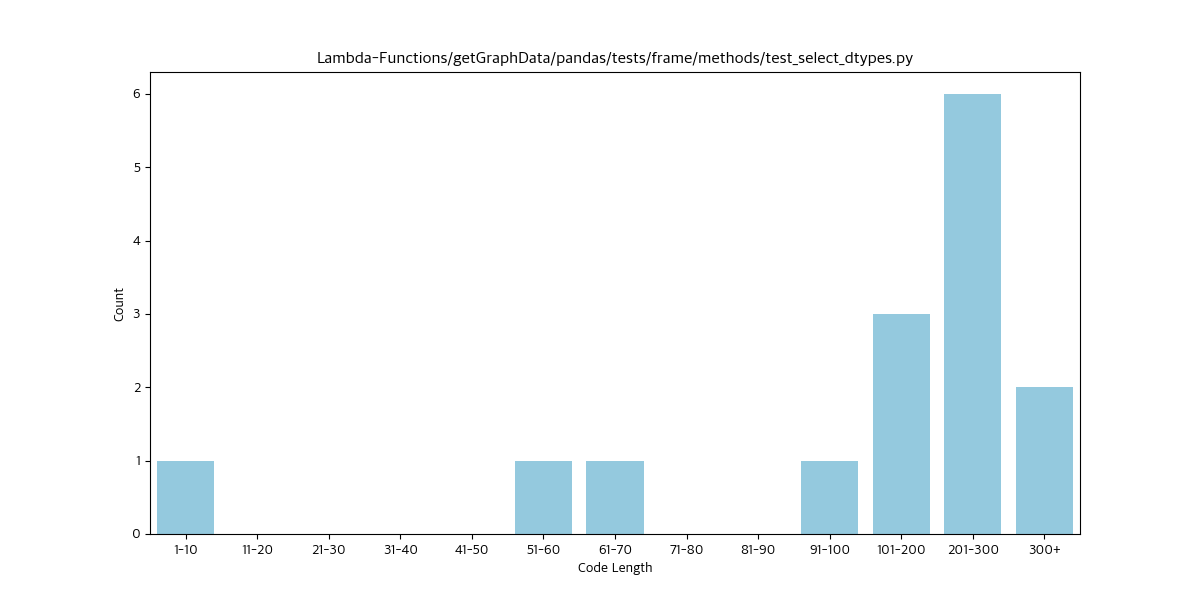 Lambda-Functions/getGraphData/pandas/tests/frame/methods/test_select_dtypes.py
6
5
4
3
2
1
0
Count
1-10 11-20 21-30 31-40 41-50 51-60 61-70 71-80 81-90 91-100 101-200 201-300 300+
Code Length